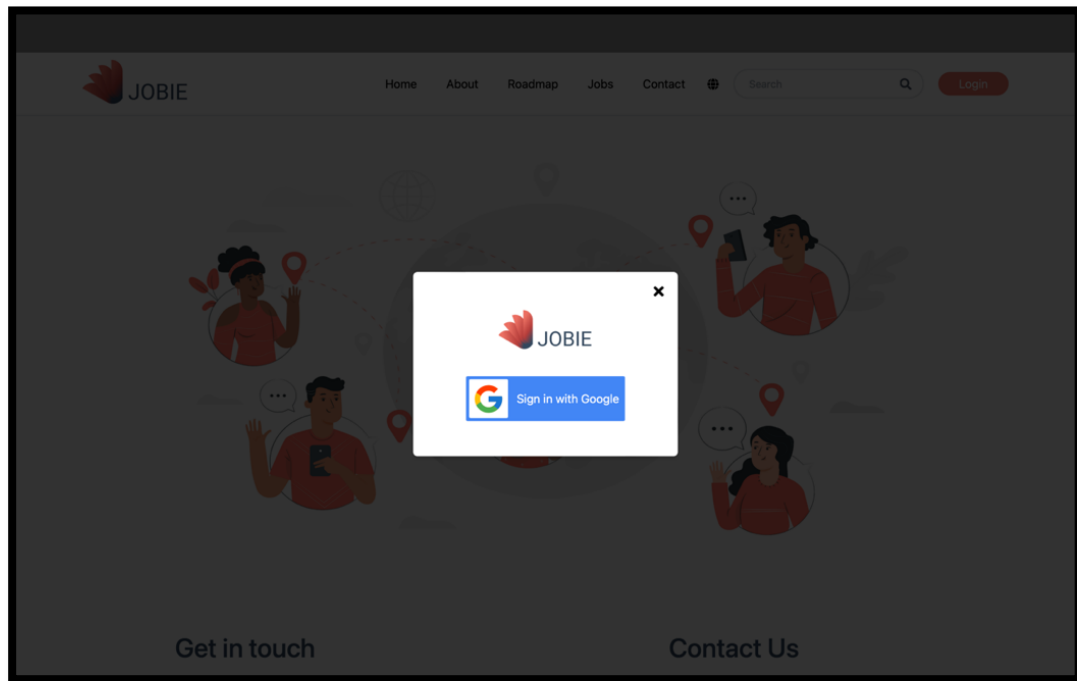 JOBIE
Home About Roadmap Jobs Contact Search Login
JOBIE
Sign in with Google
Get in touch Contact Us